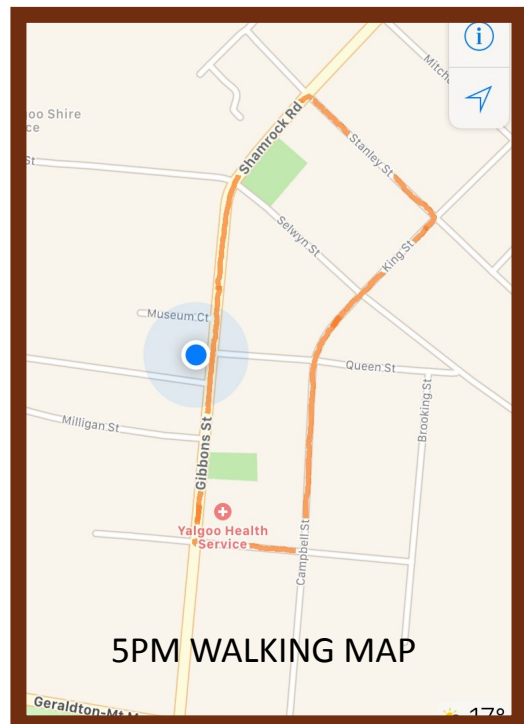 Mitch
oo Shire
ce
St
Shamrock Rd
Stanley St
Selwyn St
King St
Museum Ct
Queen St
Brooking St
Milligan St
Gibbons St
Yalgoo Health
Service
Campbell St
5PM WALKING MAP
Geraldton-Mt M
17°